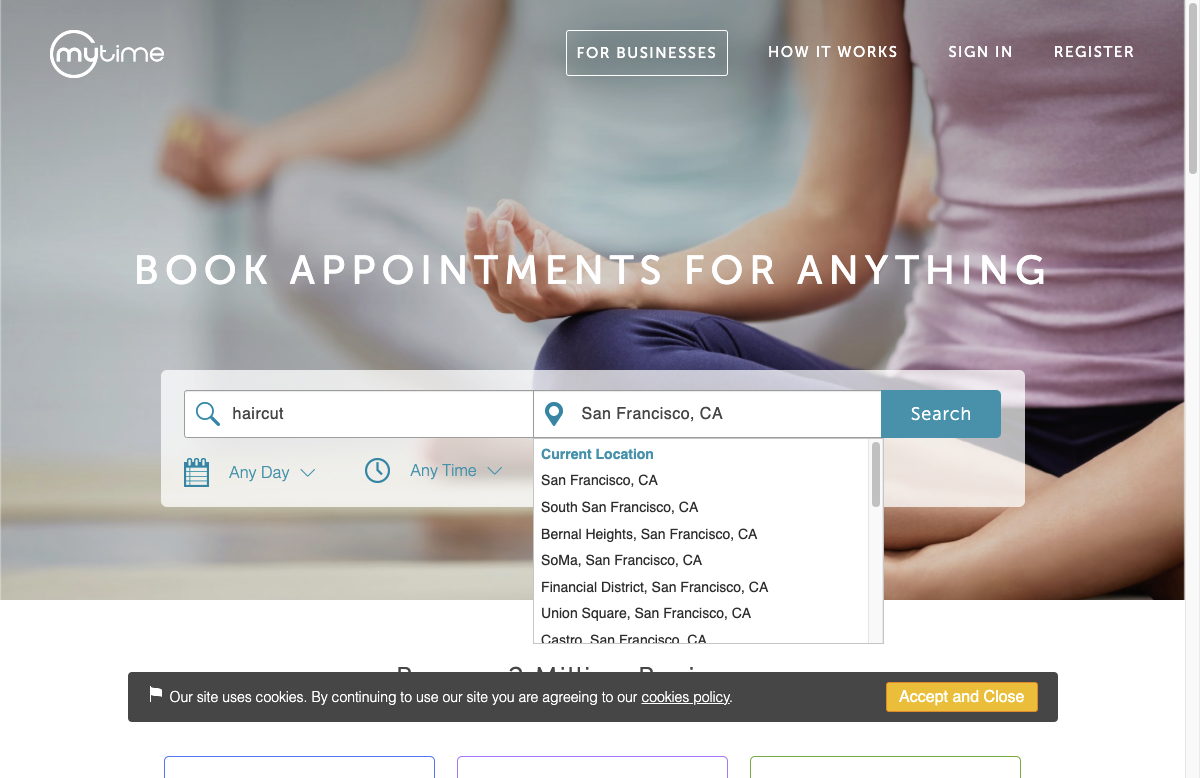 mytime
FOR BUSINESSES
HOW IT WORKS
SIGN IN
REGISTER
BOOK APPOINTMENTS FOR ANYTHING
haircut
San Francisco, CA
Search
Any Day
Any Time
Current Location
San Francisco, CA
South San Francisco, CA
Bernal Heights, San Francisco, CA
SoMa, San Francisco, CA
Financial District, San Francisco, CA
Union Square, San Francisco, CA
Castro, San Francisco, CA
Our site uses cookies. By continuing to use our site you are agreeing to our cookies policy.
Accept and Close